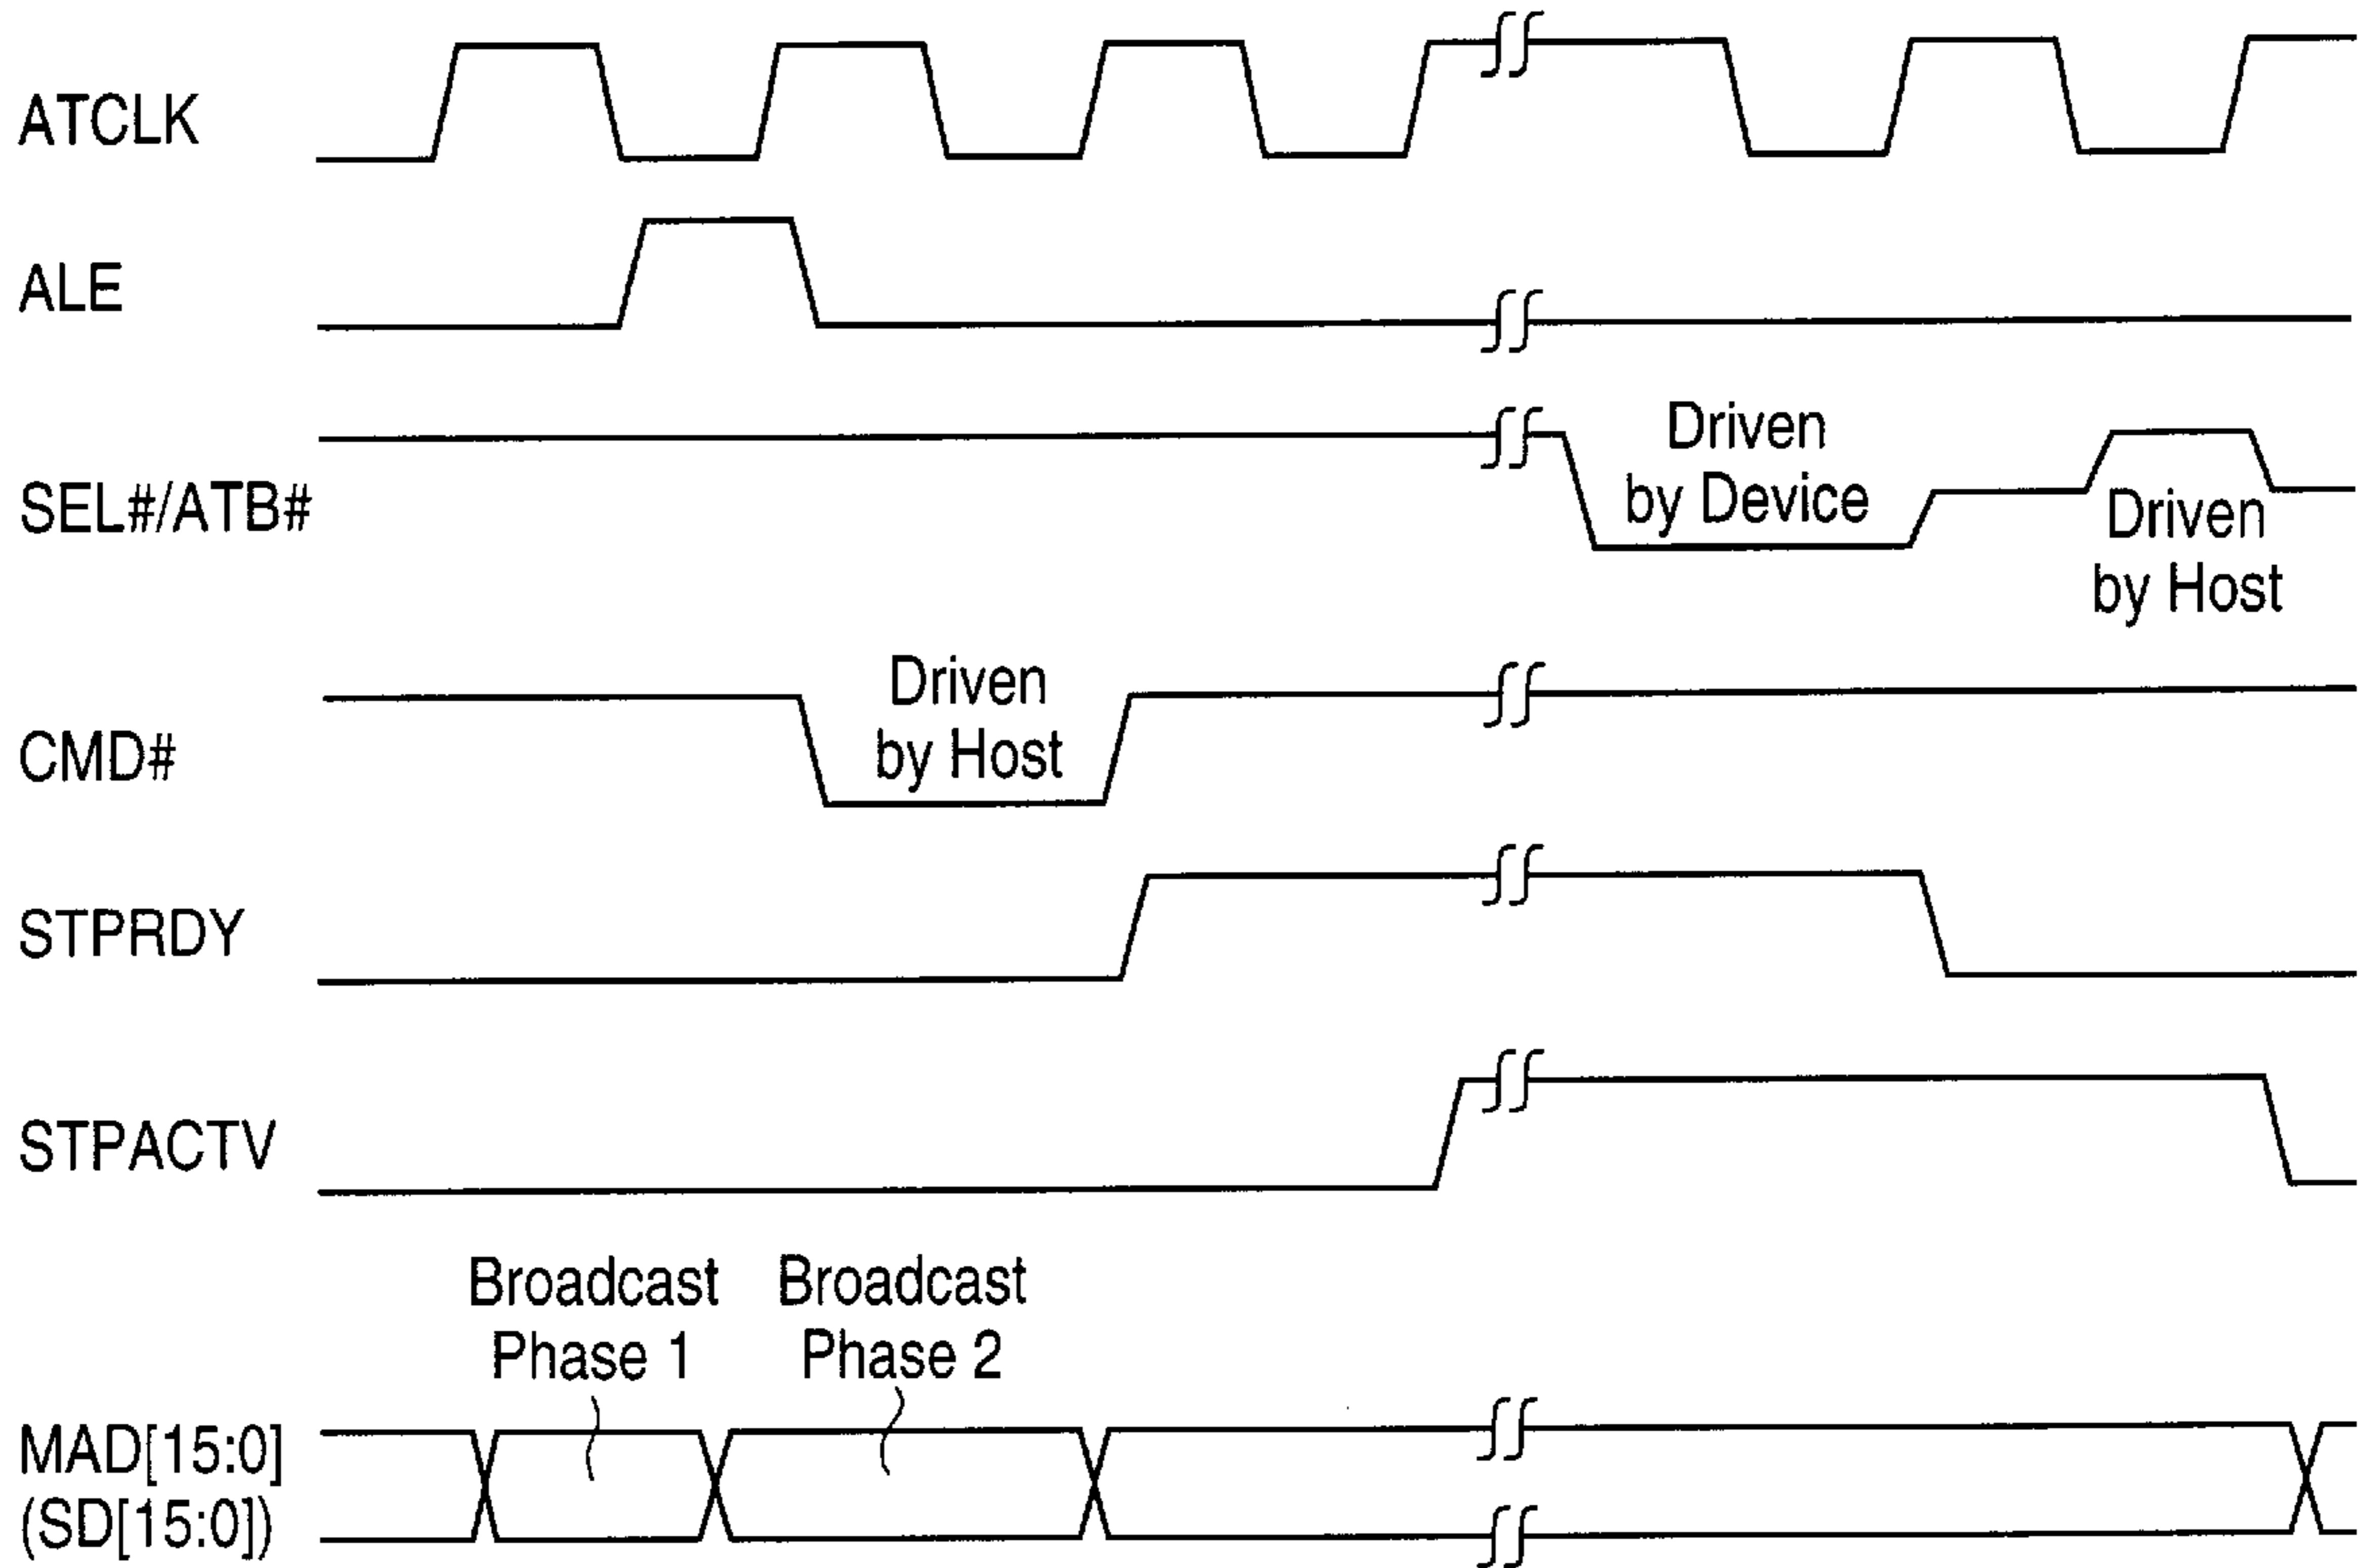 ATCLK
ALE
SEL#/ATB#
Driven
by Device
Driven
by Host
CMD#
Driven
by Host
STPRDY
STPACTV
Broadcast
Phase 1
Broadcast
Phase 2
MAD[15:0]
(SD[15:0])